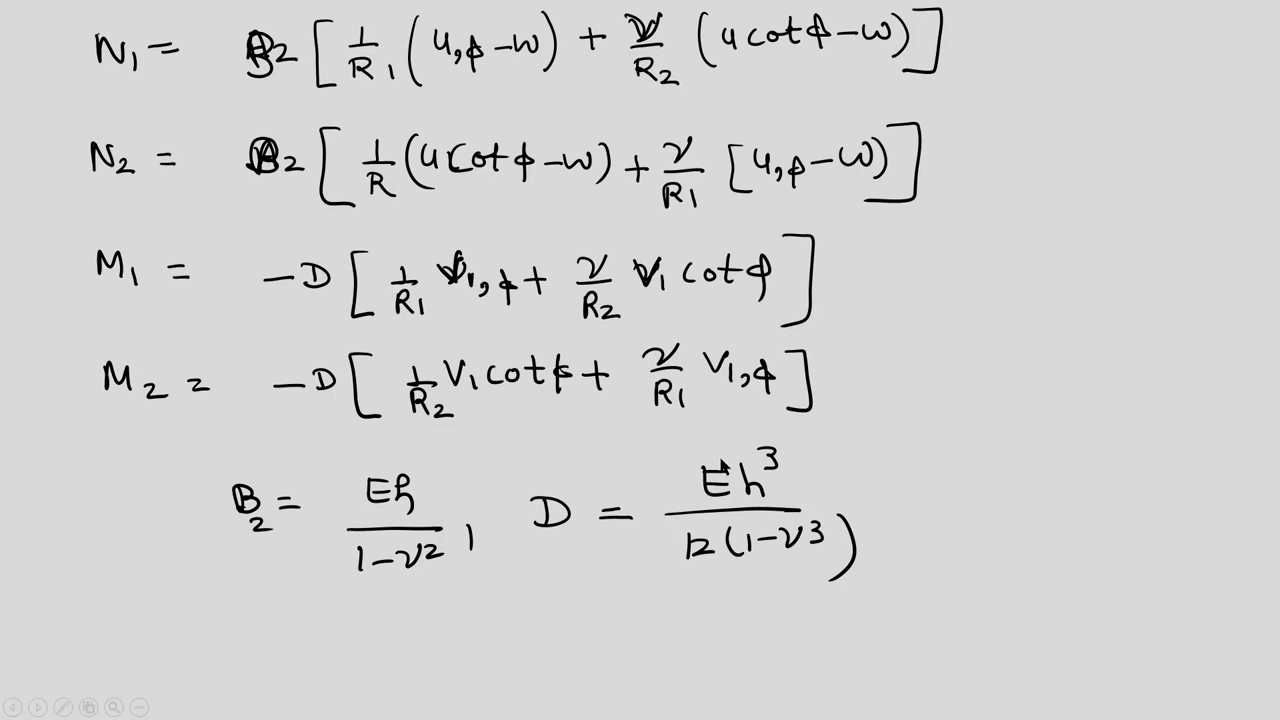 N₁ = B₂ [ 1/R₁ (u,ϕ − w) + ν/R₂ (u cot ϕ − w) ]
N₂ = B₂ [ 1/R (u cot ϕ − w) + ν/R₁ [u,ϕ − w) ]
M₁ = −D [ 1/R₁ V₁,ϕ + ν/R₂ V₁ cot ϕ ]
M₂ = −D [ 1/R₂ V₁ cot ϕ + ν/R₁ V₁,ϕ ]
B₂ = Eh/1−ν² , D = Eh³/12(1−ν3)